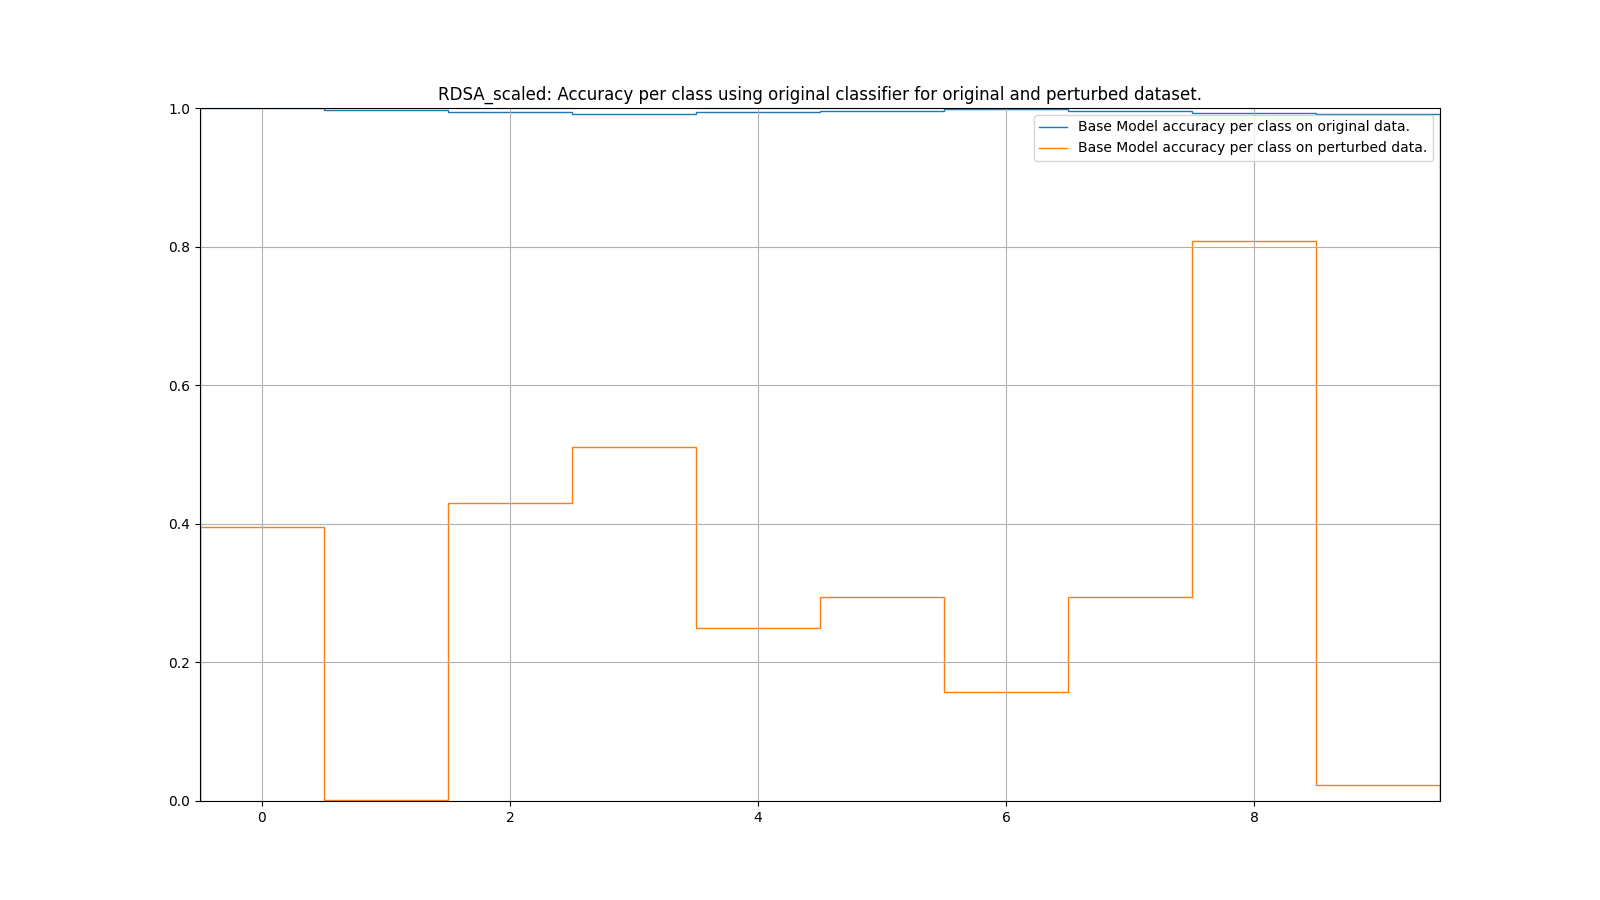 RDSA_scaled: Accuracy per class using original classifier for original and perturbed dataset.
1.0
Base Model accuracy per class on original data.
Base Model accuracy per class on perturbed data.
0.8
0.6
0.4
0.2
0.0
0 2 4 6 8